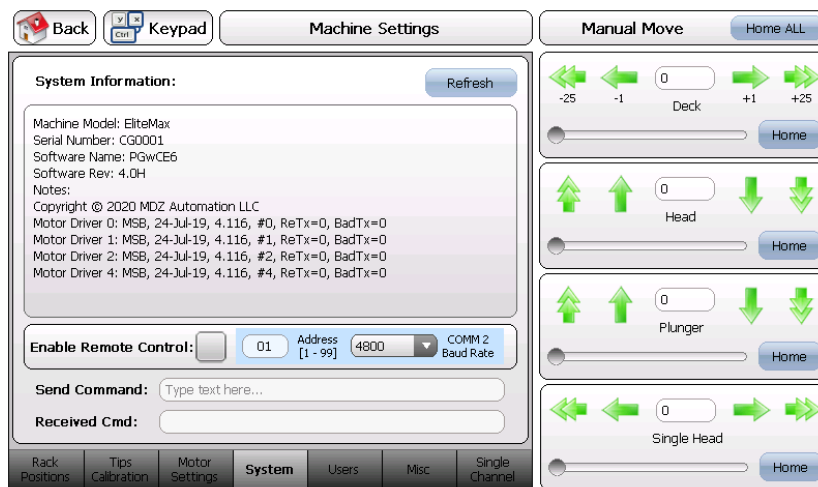 Back
y x
Ctrl
Keypad
Machine Settings
Manual Move
Home ALL
System Information:
Refresh
Machine Model: EliteMax
Serial Number: CG0001
Software Name: PGwCE6
Software Rev: 4.0H
Notes:
Copyright © 2020 MDZ Automation LLC
Motor Driver 0: MSB, 24-Jul-19, 4.116, #0, ReTx=0, BadTx=0
Motor Driver 1: MSB, 24-Jul-19, 4.116, #1, ReTx=0, BadTx=0
Motor Driver 2: MSB, 24-Jul-19, 4.116, #2, ReTx=0, BadTx=0
Motor Driver 4: MSB, 24-Jul-19, 4.116, #4, ReTx=0, BadTx=0
Enable Remote Control:
01
Address
[1 - 99]
4800
COMM 2
Baud Rate
Send Command:
Type text here...
Received Cmd:
Rack
Positions
Tips
Calibration
Motor
Settings
System
Users
Misc
Single
Channel
0
-25
-1
Deck
+1
+25
Home
0
Head
Home
0
Plunger
Home
0
Single Head
Home